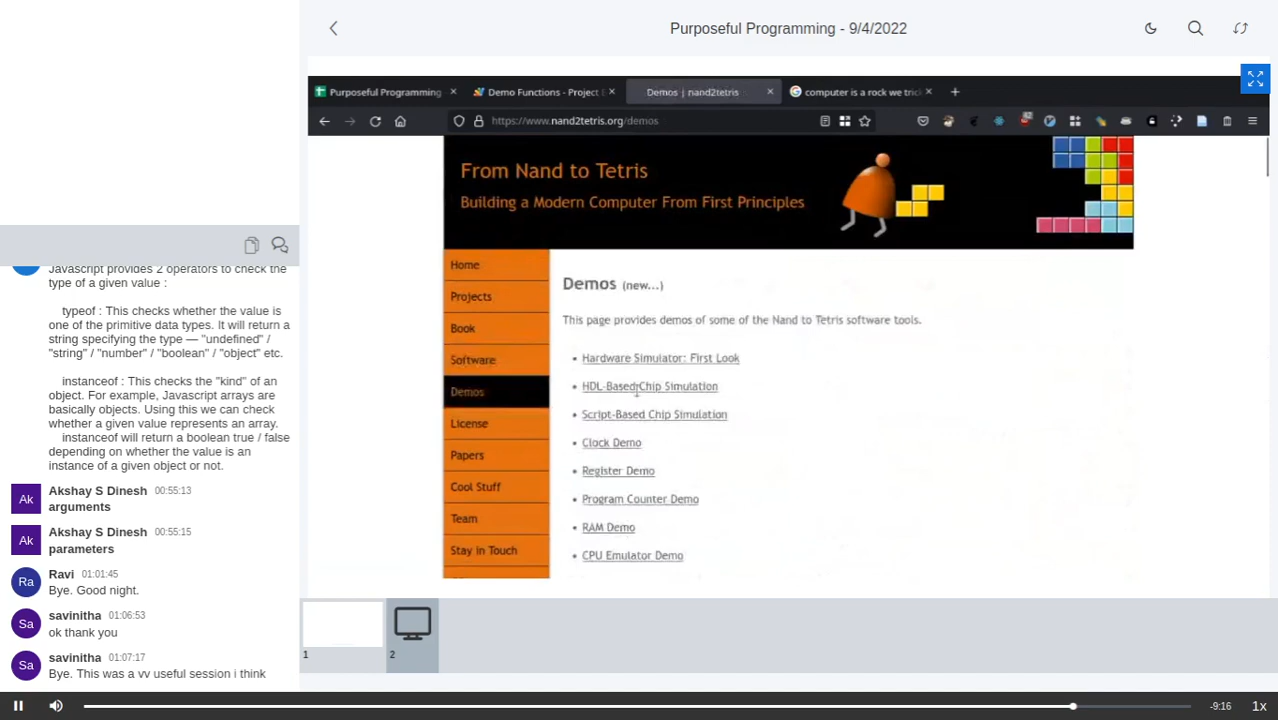 Purposeful Programming - 9/4/2022
Purposeful Programming
Demo Functions - Project E
Demos | nand2tetris
computer is a rock we tric
https://www.nand2tetris.org/demos
From Nand to Tetris
Building a Modern Computer From First Principles
Home
Projects
Book
Software
Demos
License
Papers
Cool Stuff
Team
Stay in Touch
Demos (new...)
This page provides demos of some of the Nand to Tetris software tools.
Hardware Simulator: First Look
HDL-Based Chip Simulation
Script-Based Chip Simulation
Clock Demo
Register Demo
Program Counter Demo
RAM Demo
CPU Emulator Demo
Javascript provides 2 operators to check the
type of a given value :
typeof : This checks whether the value is
one of the primitive data types. It will return a
string specifying the type — "undefined" /
"string" / "number" / "boolean" / "object" etc.
instanceof : This checks the "kind" of an
object. For example, Javascript arrays are
basically objects. Using this we can check
whether a given value represents an array.
instanceof will return a boolean true / false
depending on whether the value is an
instance of a given object or not.
Ak
Akshay S Dinesh 00:55:13
arguments
Ak
Akshay S Dinesh 00:55:15
parameters
Ra
Ravi 01:01:45
Bye. Good night.
Sa
savinitha 01:06:53
ok thank you
Sa
savinitha 01:07:17
Bye. This was a vv useful session i think
1
2
-9:16
1x